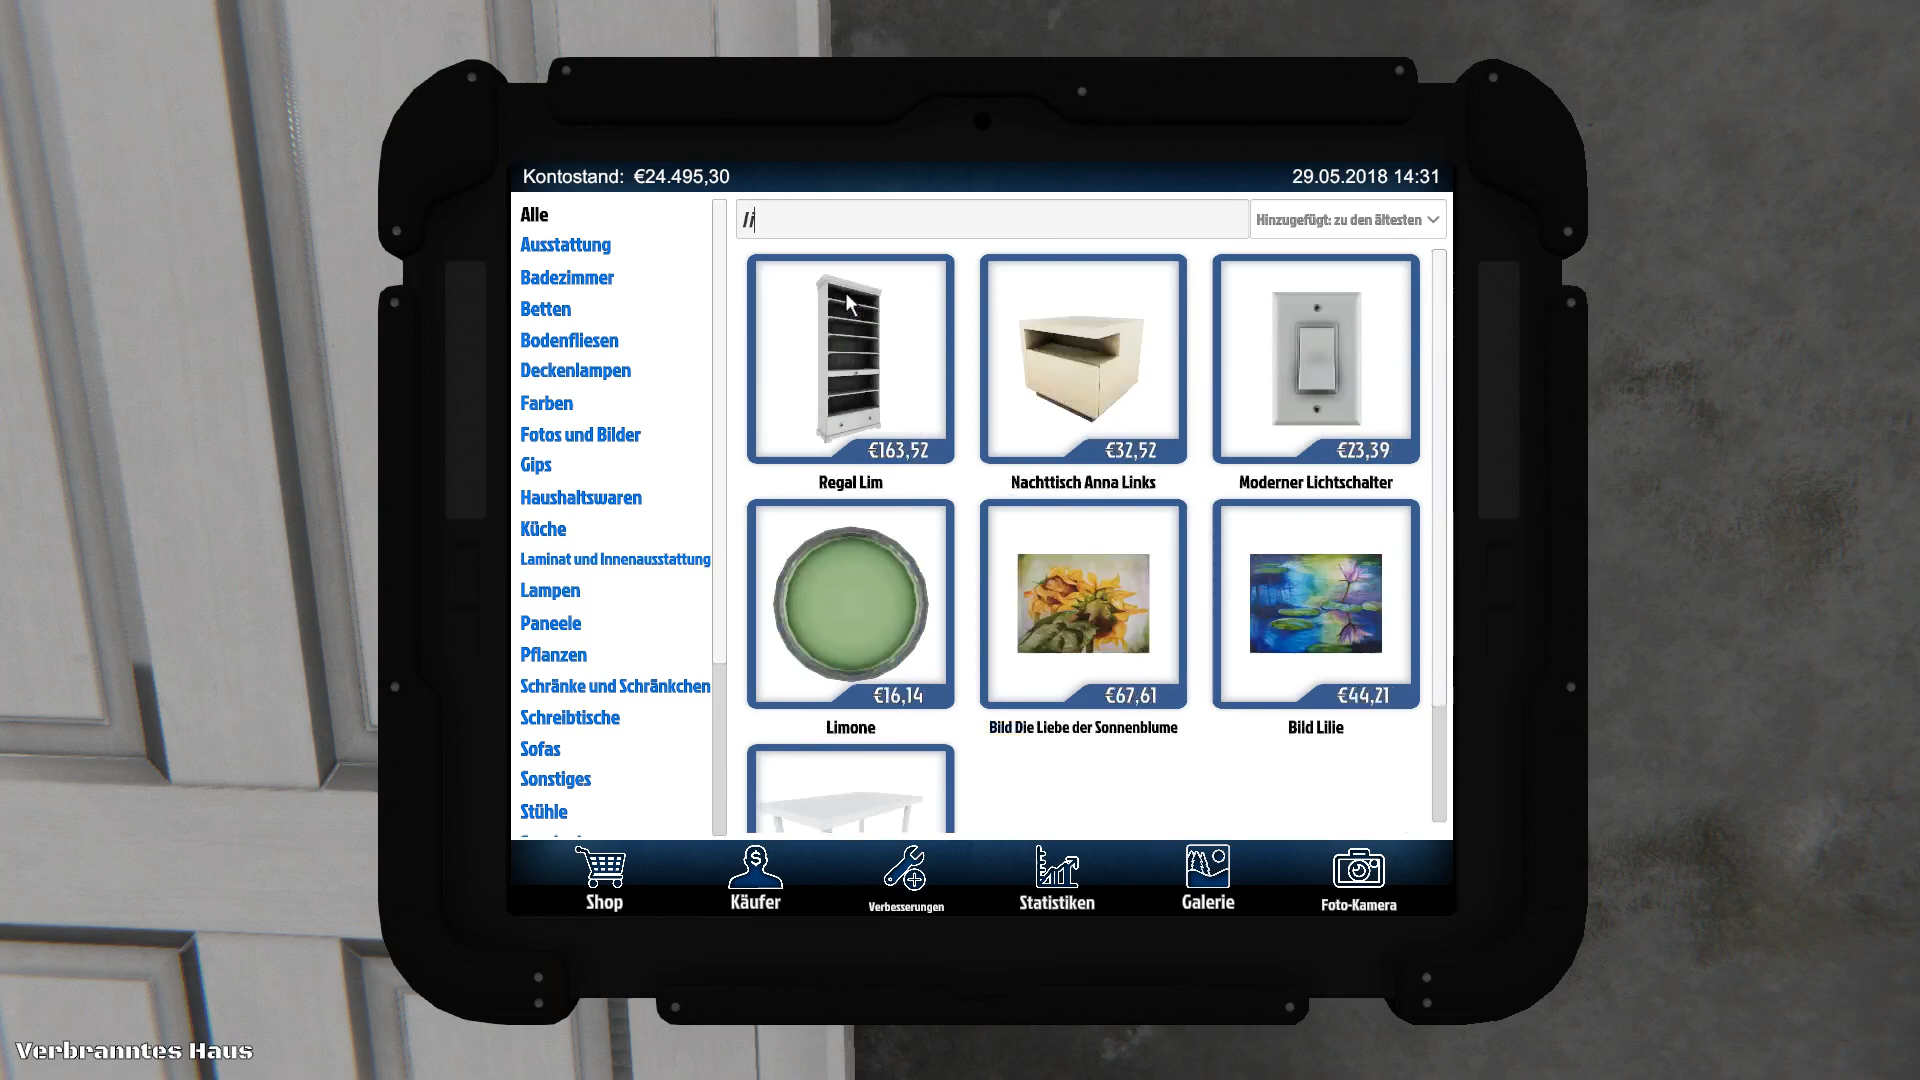 Kontostand: €24.495,30
29.05.2018 14:31
Alle
Ausstattung
Badezimmer
Betten
Bodenfliesen
Deckenlampen
Farben
Fotos und Bilder
Gips
Haushaltswaren
Küche
Laminat und Innenausstattung
Lampen
Paneele
Pflanzen
Schränke und Schränkchen
Schreibtische
Sofas
Sonstiges
Stühle
li
Hinzugefügt: zu den ältesten
€163,52
€32,52
€23,39
Regal Lim
Nachttisch Anna Links
Moderner Lichtschalter
€16,14
€67,61
€44,21
Limone
Bild Die Liebe der Sonnenblume
Bild Lilie
Shop
Käufer
Verbesserungen
Statistiken
Galerie
Foto-Kamera
Verbranntes Haus